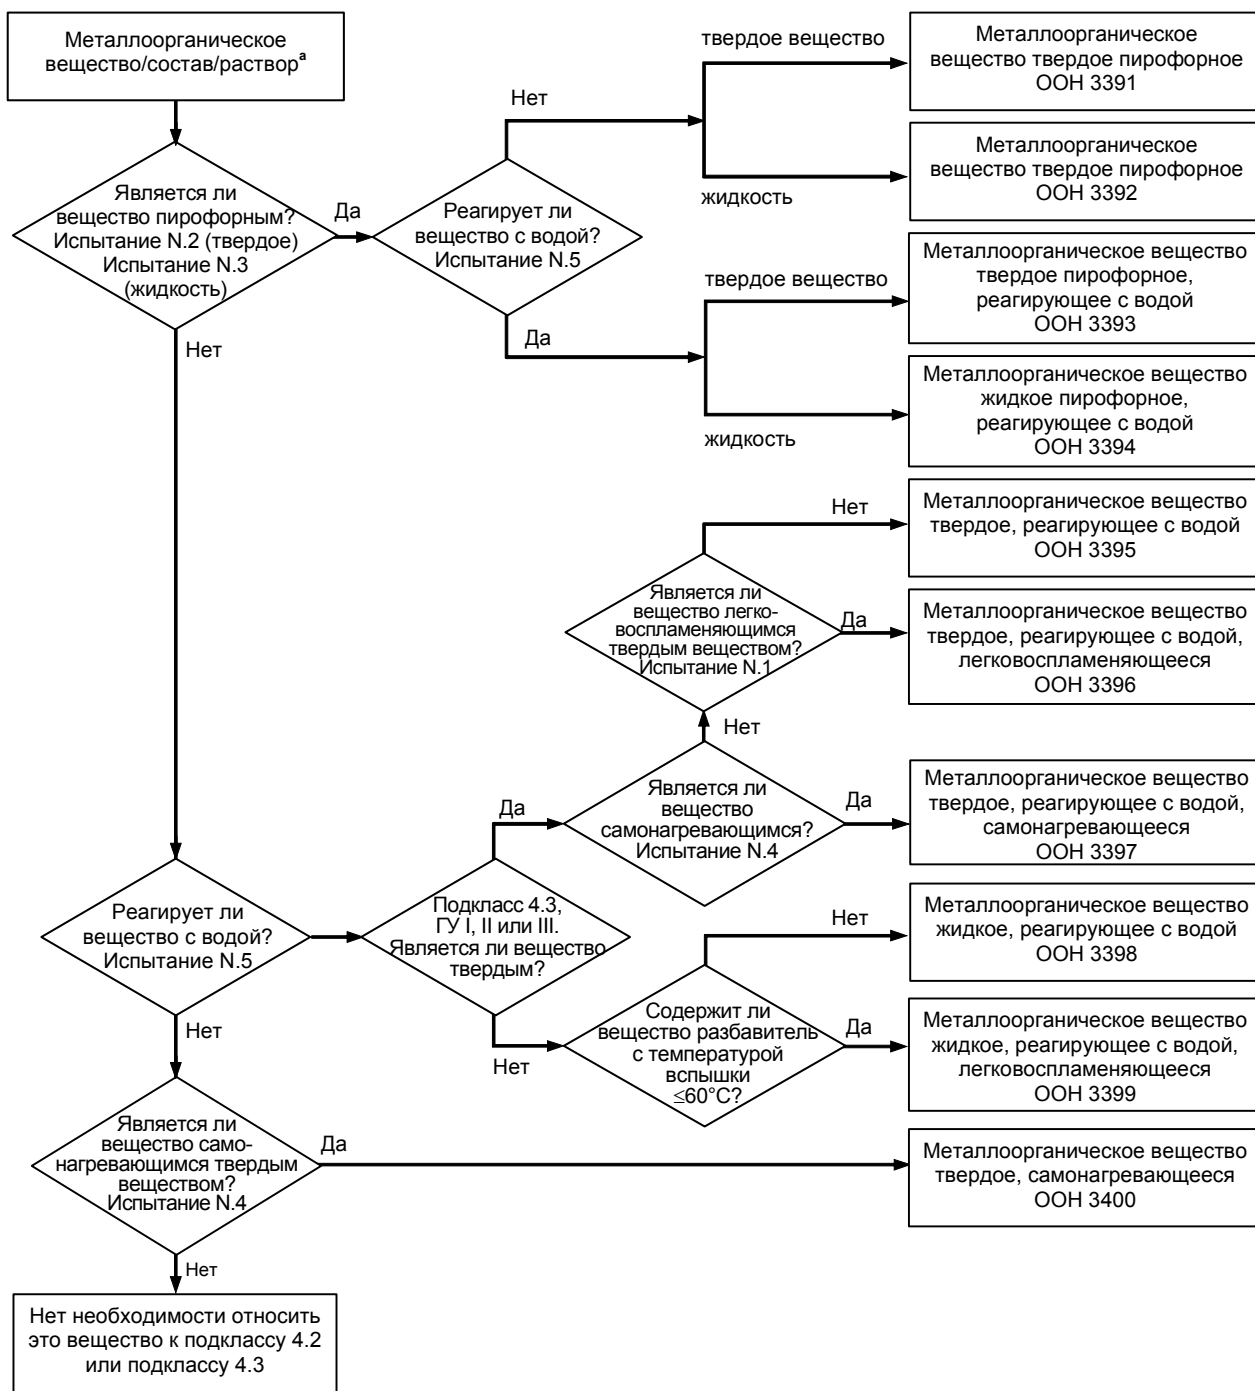 Металлоорганическое
вещество/состав/растворª
твердое вещество
Металлоорганическое
вещество твердое пирофорное
ООН 3391
Нет
Металлоорганическое
вещество твердое пирофорное
ООН 3392
жидкость
Является ли
вещество пирофорным?
Испытание N.2 (твердое)
Испытание N.3
(жидкость)
Да
Реагирует ли
вещество с водой?
Испытание N.5
твердое вещество
Металлоорганическое вещество
твердое пирофорное,
реагирующее с водой
ООН 3393
Да
Нет
Металлоорганическое вещество
жидкое пирофорное,
реагирующее с водой
ООН 3394
жидкость
Нет
Металлоорганическое вещество
твердое, реагирующее с водой
ООН 3395
Является ли
вещество легко-
воспламеняющимся
твердым веществом?
Испытание N.1
Да
Металлоорганическое вещество
твердое, реагирующее с водой,
легковоспламеняющееся
ООН 3396
Нет
Является ли
вещество
самонагревающимся?
Испытание N.4
Да
Да
Металлоорганическое вещество
твердое, реагирующее с водой,
самонагревающееся
ООН 3397
Реагирует ли
вещество с водой?
Испытание N.5
Подкласс 4.3,
ГУ I, II или III.
Является ли вещество
твердым?
Нет
Металлоорганическое вещество
жидкое, реагирующее с водой
ООН 3398
Нет
Нет
Содержит ли
вещество разбавитель
с температурой
вспышки
≤60°C?
Да
Металлоорганическое вещество
жидкое, реагирующее с водой,
легковоспламеняющееся
ООН 3399
Является ли
вещество само-
нагревающимся твердым
веществом?
Испытание N.4
Да
Металлоорганическое вещество
твердое, самонагревающееся
ООН 3400
Нет
Нет необходимости относить
это вещество к подклассу 4.2
или подклассу 4.3